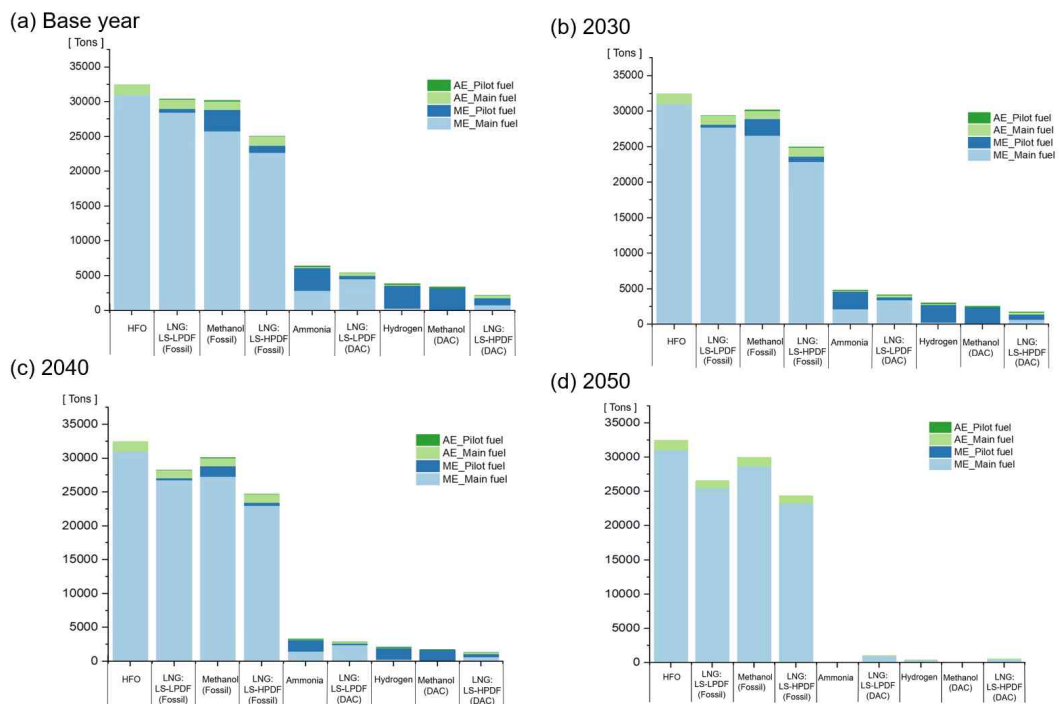 (a) Base year
[ Tons ]
35000
30000
25000
20000
15000
10000
5000
0
AE_Pilot fuel
AE_Main fuel
ME_Pilot fuel
ME_Main fuel
HFO
LNG:
LS-LPDF
(Fossil)
Methanol
(Fossil)
LNG:
LS-HPDF
(Fossil)
Ammonia
LNG:
LS-LPDF
(DAC)
Hydrogen
Methanol
(DAC)
LNG:
LS-HPDF
(DAC)
(b) 2030
[ Tons ]
35000
30000
25000
20000
15000
10000
5000
0
AE_Pilot fuel
AE_Main fuel
ME_Pilot fuel
ME_Main fuel
HFO
LNG:
LS-LPDF
(Fossil)
Methanol
(Fossil)
LNG:
LS-HPDF
(Fossil)
Ammonia
LNG:
LS-LPDF
(DAC)
Hydrogen
Methanol
(DAC)
LNG:
LS-HPDF
(DAC)
(c) 2040
[ Tons ]
35000
30000
25000
20000
15000
10000
5000
0
AE_Pilot fuel
AE_Main fuel
ME_Pilot fuel
ME_Main fuel
HFO
LNG:
LS-LPDF
(Fossil)
Methanol
(Fossil)
LNG:
LS-HPDF
(Fossil)
Ammonia
LNG:
LS-LPDF
(DAC)
Hydrogen
Methanol
(DAC)
LNG:
LS-HPDF
(DAC)
(d) 2050
[ Tons ]
35000
30000
25000
20000
15000
10000
5000
0
AE_Pilot fuel
AE_Main fuel
ME_Pilot fuel
ME_Main fuel
HFO
LNG:
LS-LPDF
(Fossil)
Methanol
(Fossil)
LNG:
LS-HPDF
(Fossil)
Ammonia
LNG:
LS-LPDF
(DAC)
Hydrogen
Methanol
(DAC)
LNG:
LS-HPDF
(DAC)